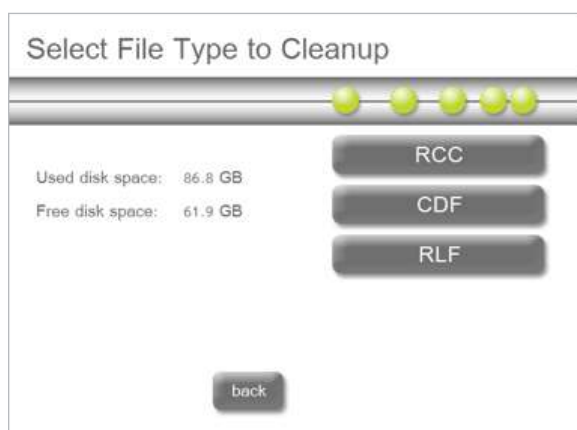 Select File Type to Cleanup
RCC
Used disk space: 86.8 GB
CDF
Free disk space: 61.9 GB
RLF
back